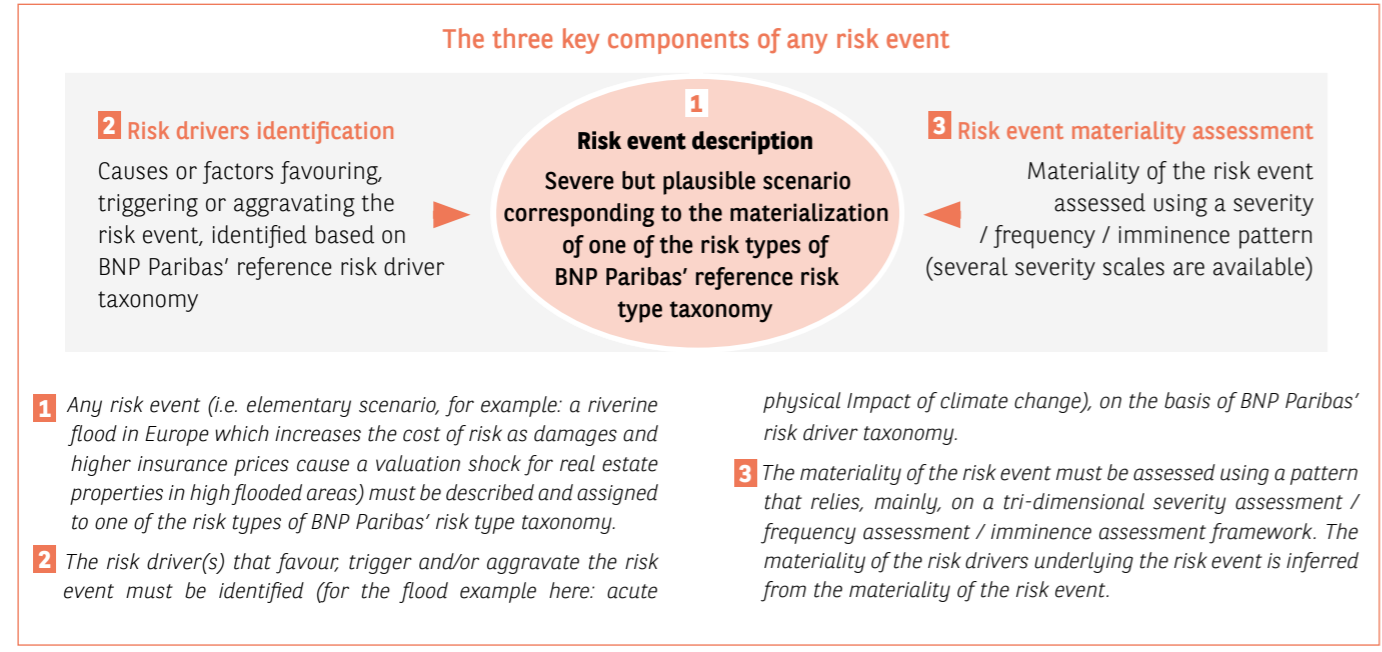 The three key components of any risk event
2 Risk drivers identification
Causes or factors favouring,
triggering or aggravating the
risk event, identified based on
BNP Paribas’ reference risk driver
taxonomy
1
Risk event description
Severe but plausible scenario
corresponding to the materialization
of one of the risk types of
BNP Paribas’ reference risk
type taxonomy
3 Risk event materiality assessment
Materiality of the risk event
assessed using a severity
/ frequency / imminence pattern
(several severity scales are available)
1 Any risk event (i.e. elementary scenario, for example: a riverine
flood in Europe which increases the cost of risk as damages and
higher insurance prices cause a valuation shock for real estate
properties in high flooded areas) must be described and assigned
to one of the risk types of BNP Paribas’ risk type taxonomy.
2 The risk driver(s) that favour, trigger and/or aggravate the risk
event must be identified (for the flood example here: acute
physical Impact of climate change), on the basis of BNP Paribas’
risk driver taxonomy.
3 The materiality of the risk event must be assessed using a pattern
that relies, mainly, on a tri-dimensional severity assessment /
frequency assessment / imminence assessment framework. The
materiality of the risk drivers underlying the risk event is inferred
from the materiality of the risk event.